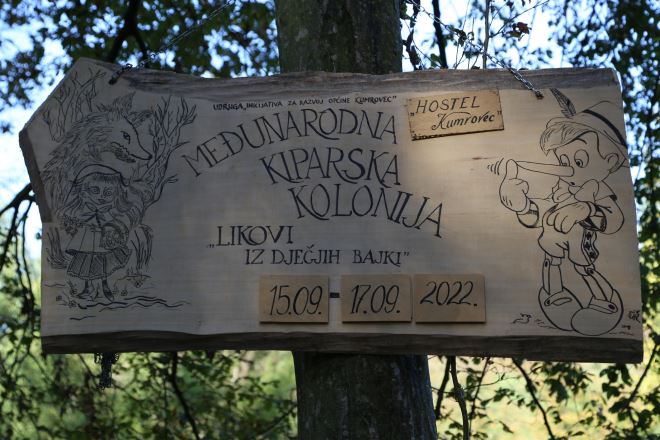 UDRUGA „INICIJATIVA ZA RAZVOJ OPĆINE KUMROVEC"
„HOSTEL
Kumrovec
MEĐUNARODNA
KIPARSKA
KOLONIJA
„LIKOVI
IZ DJEČJIH BAJKI"
15.09. - 17.09. 2022.